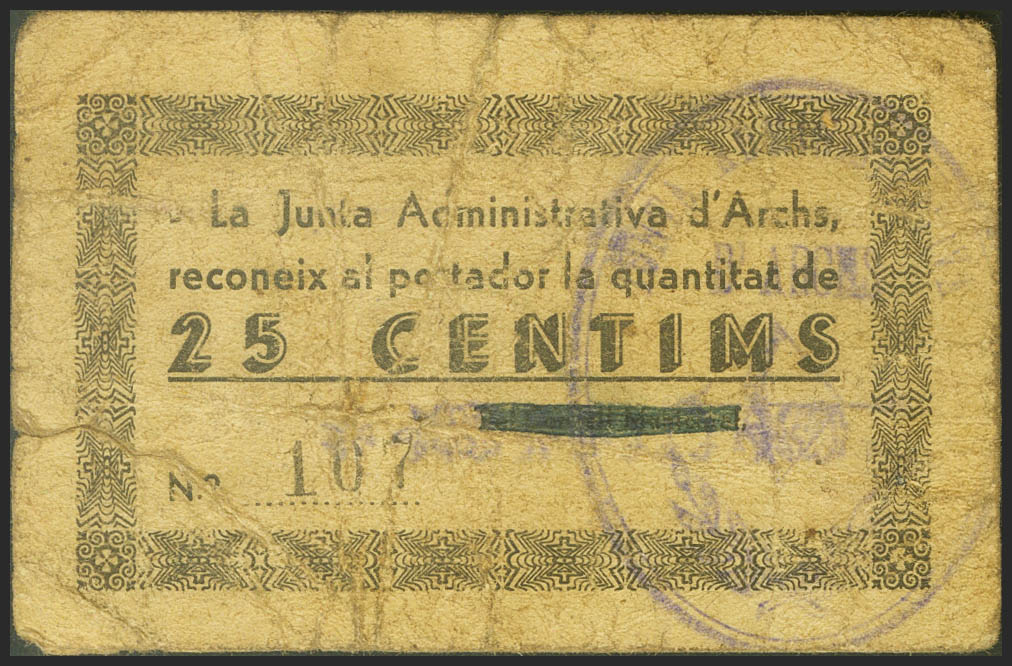 La Junta Administrativa d'Archs,
reconeix al portador la quantitat de
25 CENTIMS
N.º 107